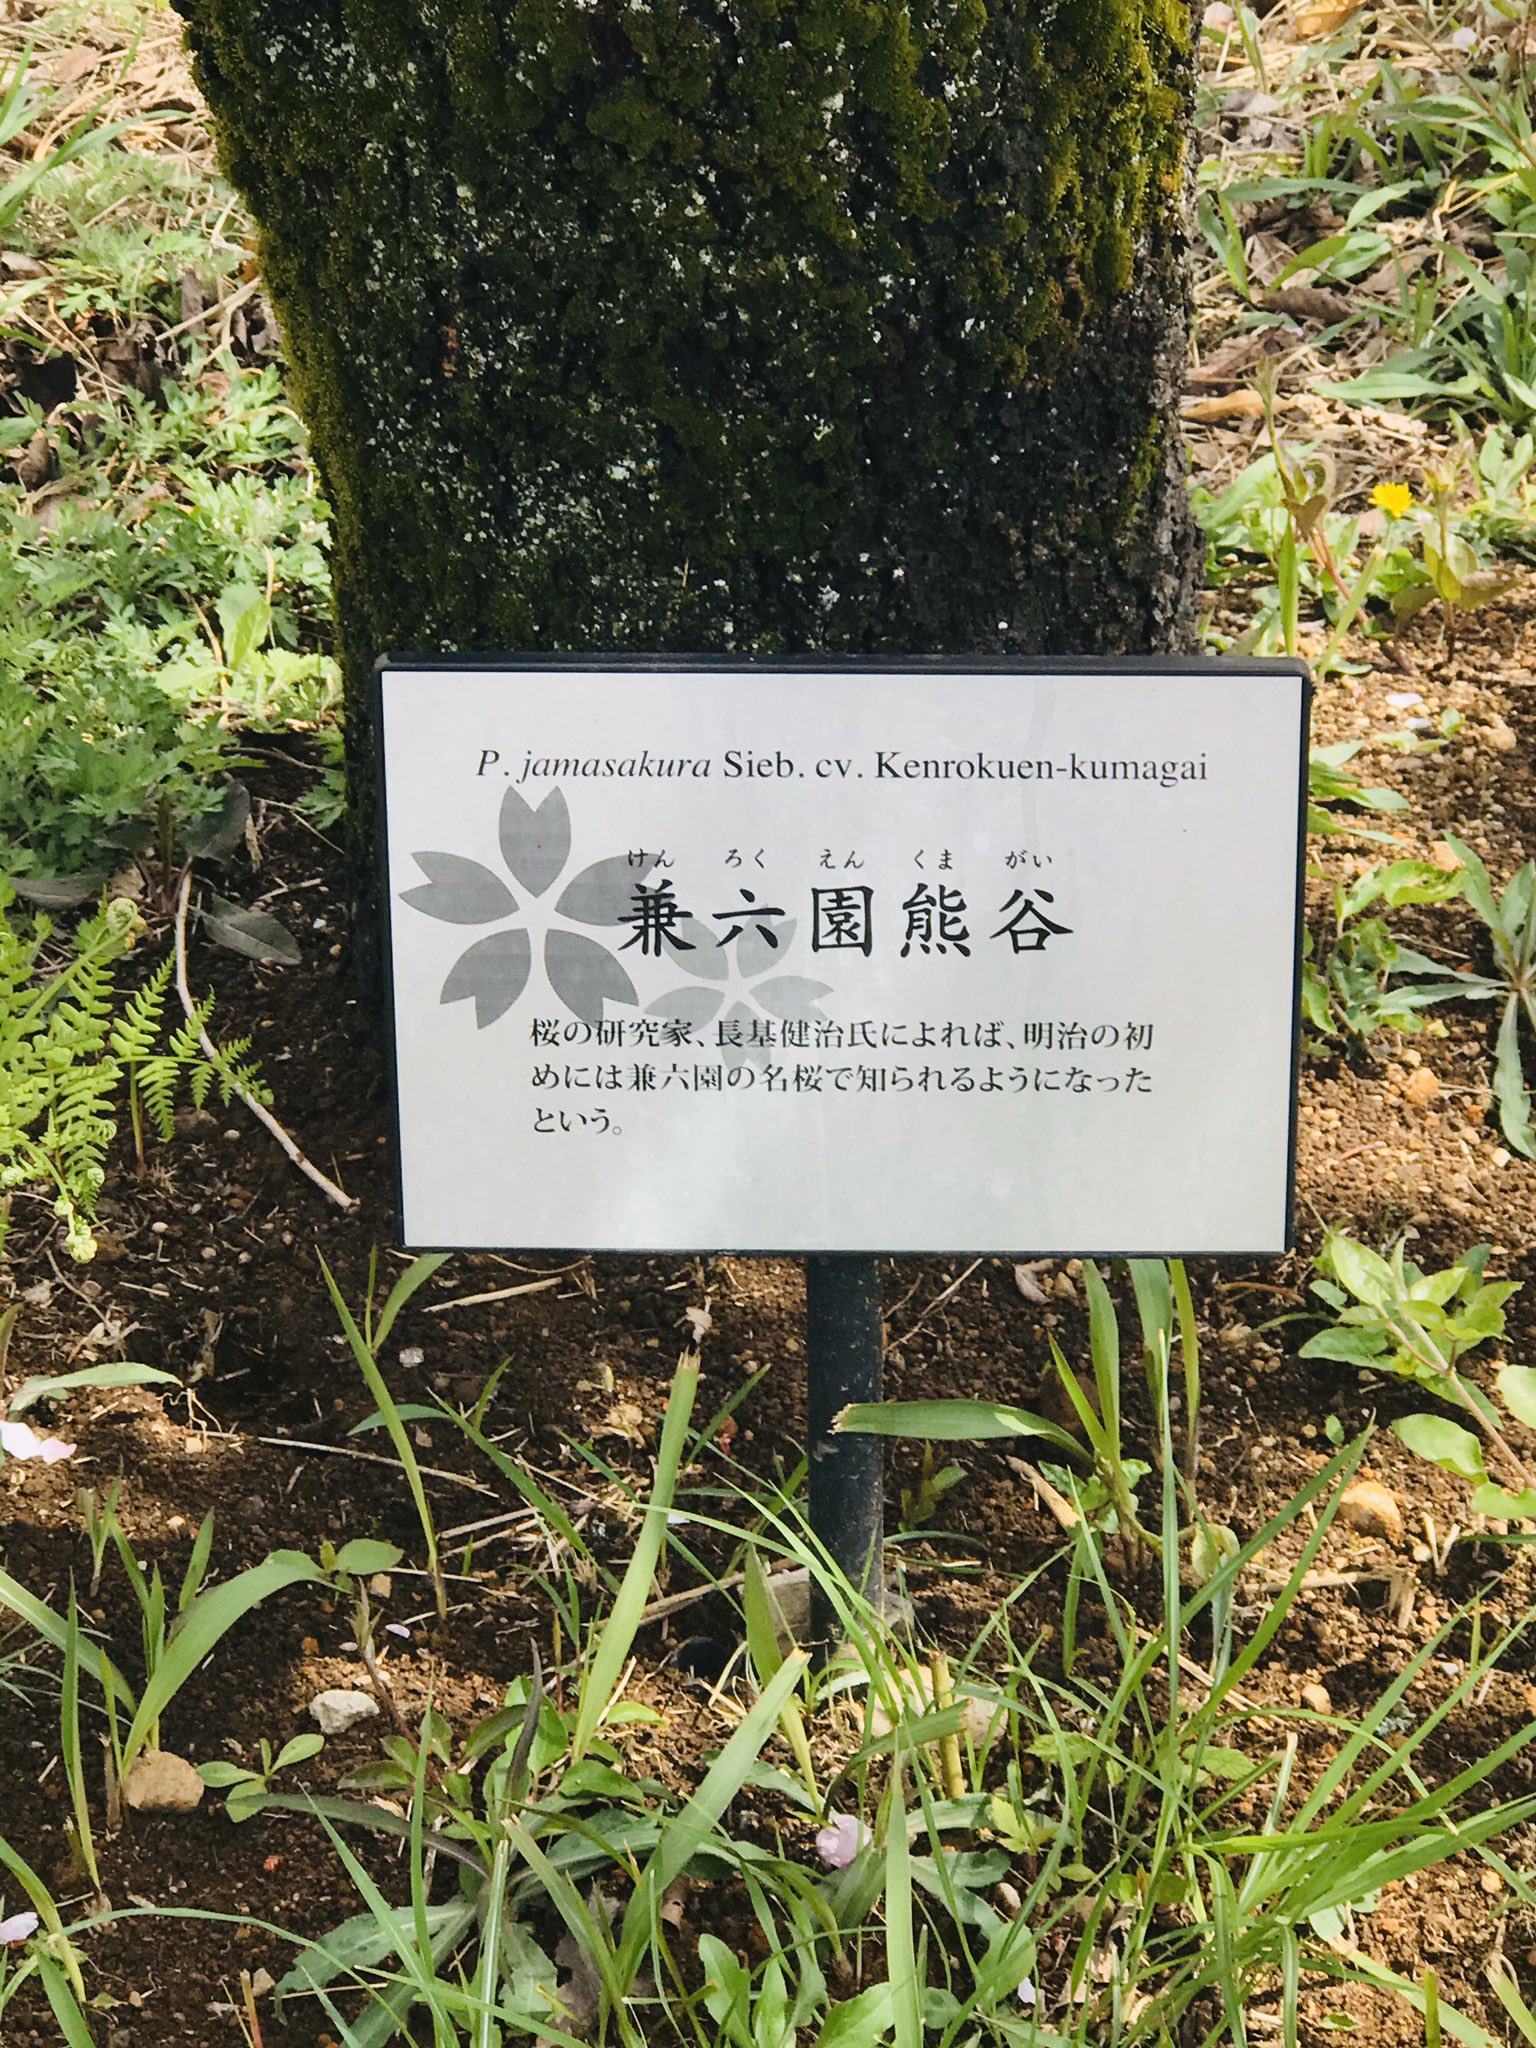 P. jamasakura Sieb. cv. Kenrokuen-kumagai
けん ろく えん くま がい
兼六園熊谷
桜の研究家、長基健治氏によれば、明治の初
めには兼六園の名桜で知られるようになった
という。